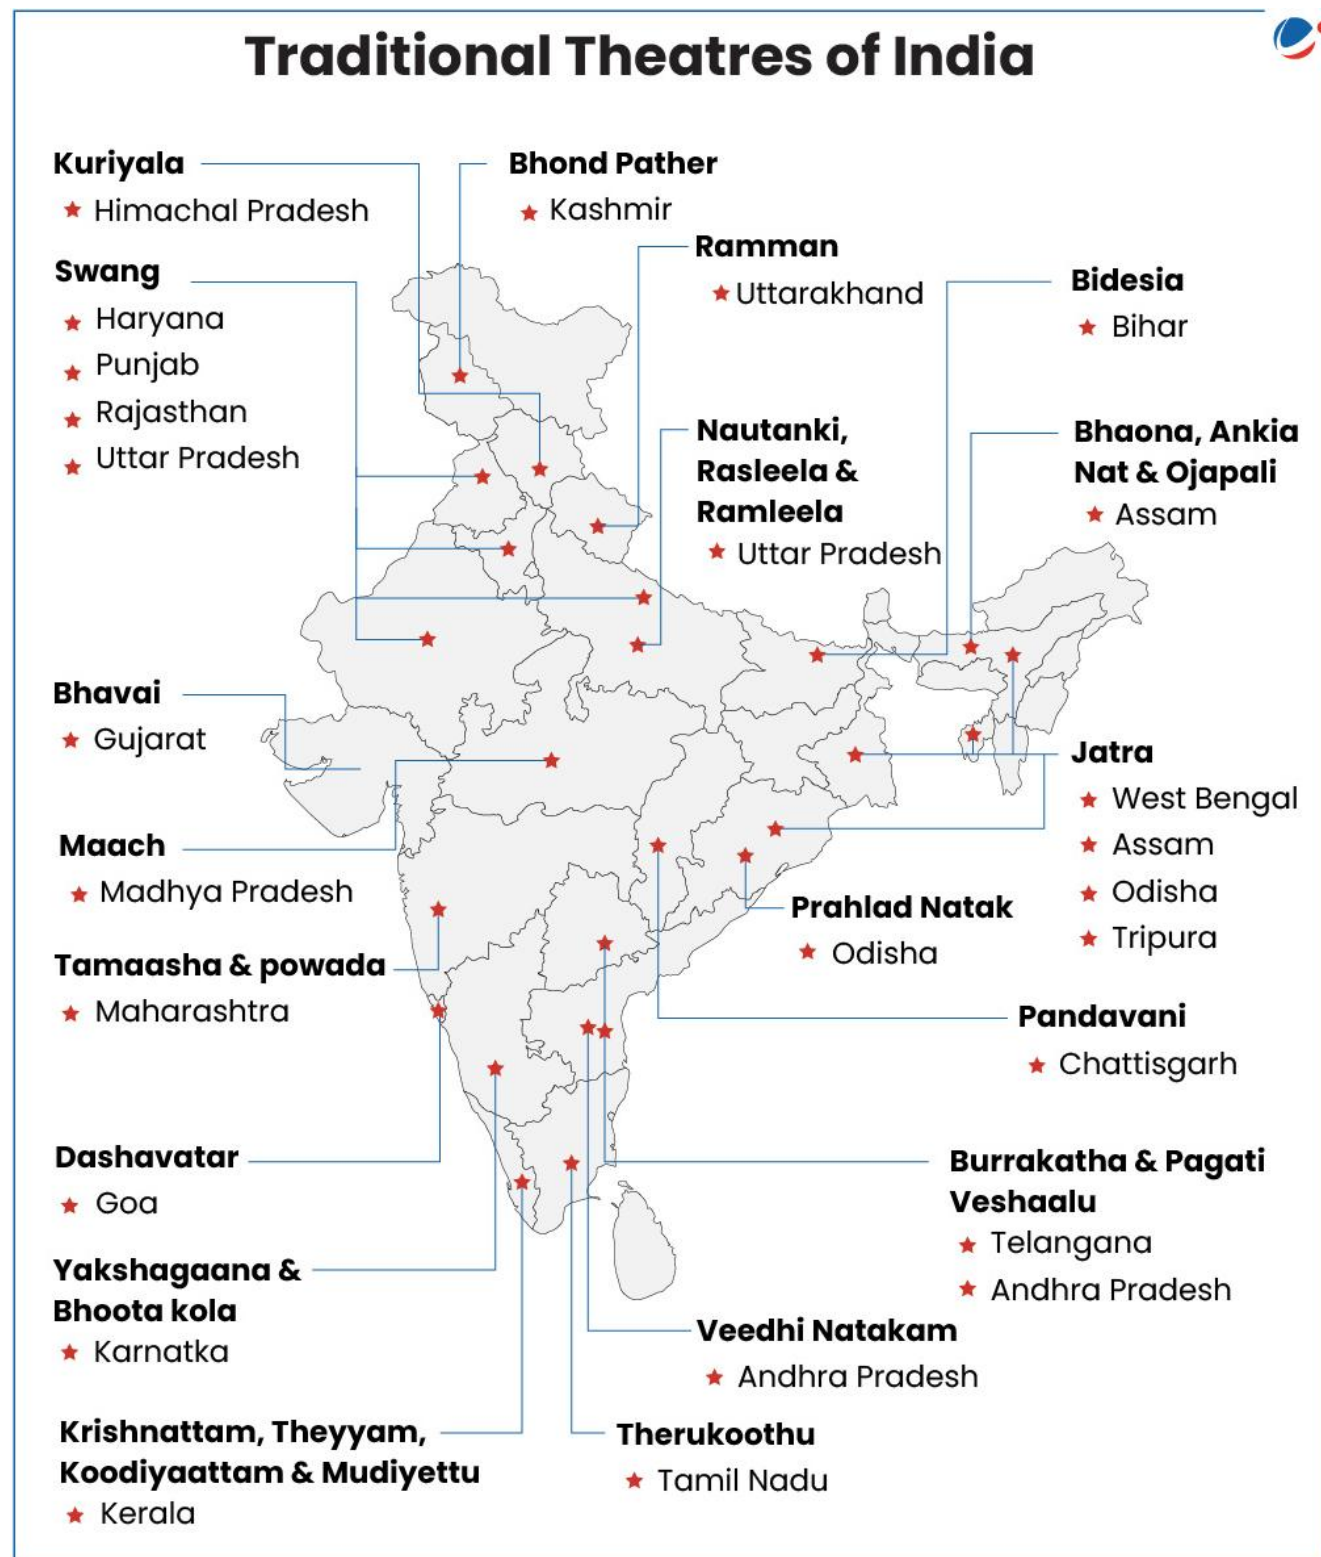 Traditional Theatres of India
Kuriyala
Himachal Pradesh
Bhond Pather
Kashmir
Ramman
Uttarakhand
Swang
Haryana
Punjab
Rajasthan
Uttar Pradesh
Bidesia
Bihar
Nautanki,
Rasleela &
Ramleela
Uttar Pradesh
Bhaona, Ankia
Nat & Ojapali
Assam
Bhavai
Gujarat
Jatra
West Bengal
Assam
Odisha
Tripura
Maach
Madhya Pradesh
Prahlad Natak
Odisha
Tamaasha & powada
Maharashtra
Pandavani
Chattisgarh
Dashavatar
Goa
Burrakatha & Pagati
Veshaalu
Telangana
Andhra Pradesh
Yakshagaana &
Bhoota kola
Karnatka
Veedhi Natakam
Andhra Pradesh
Krishnattam, Theyyam,
Koodiyaattam & Mudiyettu
Kerala
Therukoothu
Tamil Nadu